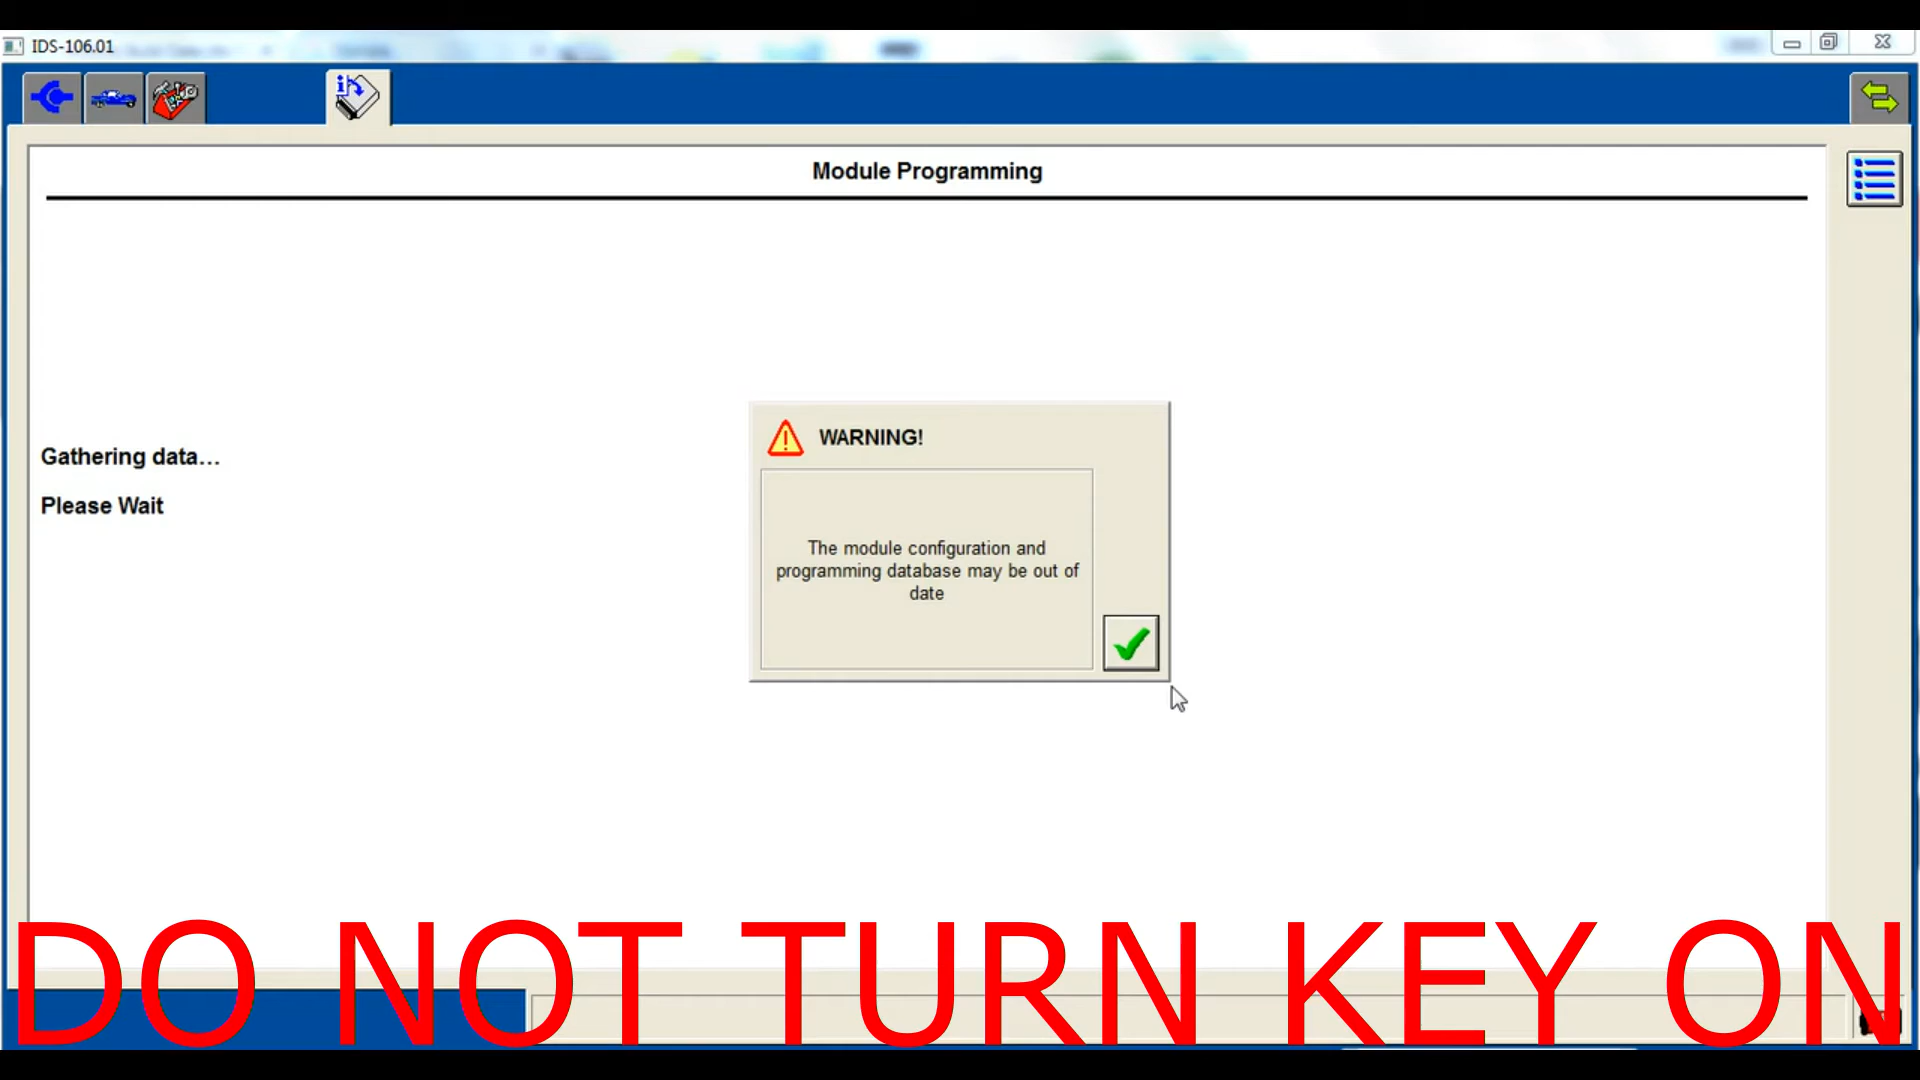 IDS-106.01
Module Programming
WARNING!
Gathering data...
Please Wait
The module configuration and
programming database may be out of
date
DO NOT TURN KEY ON